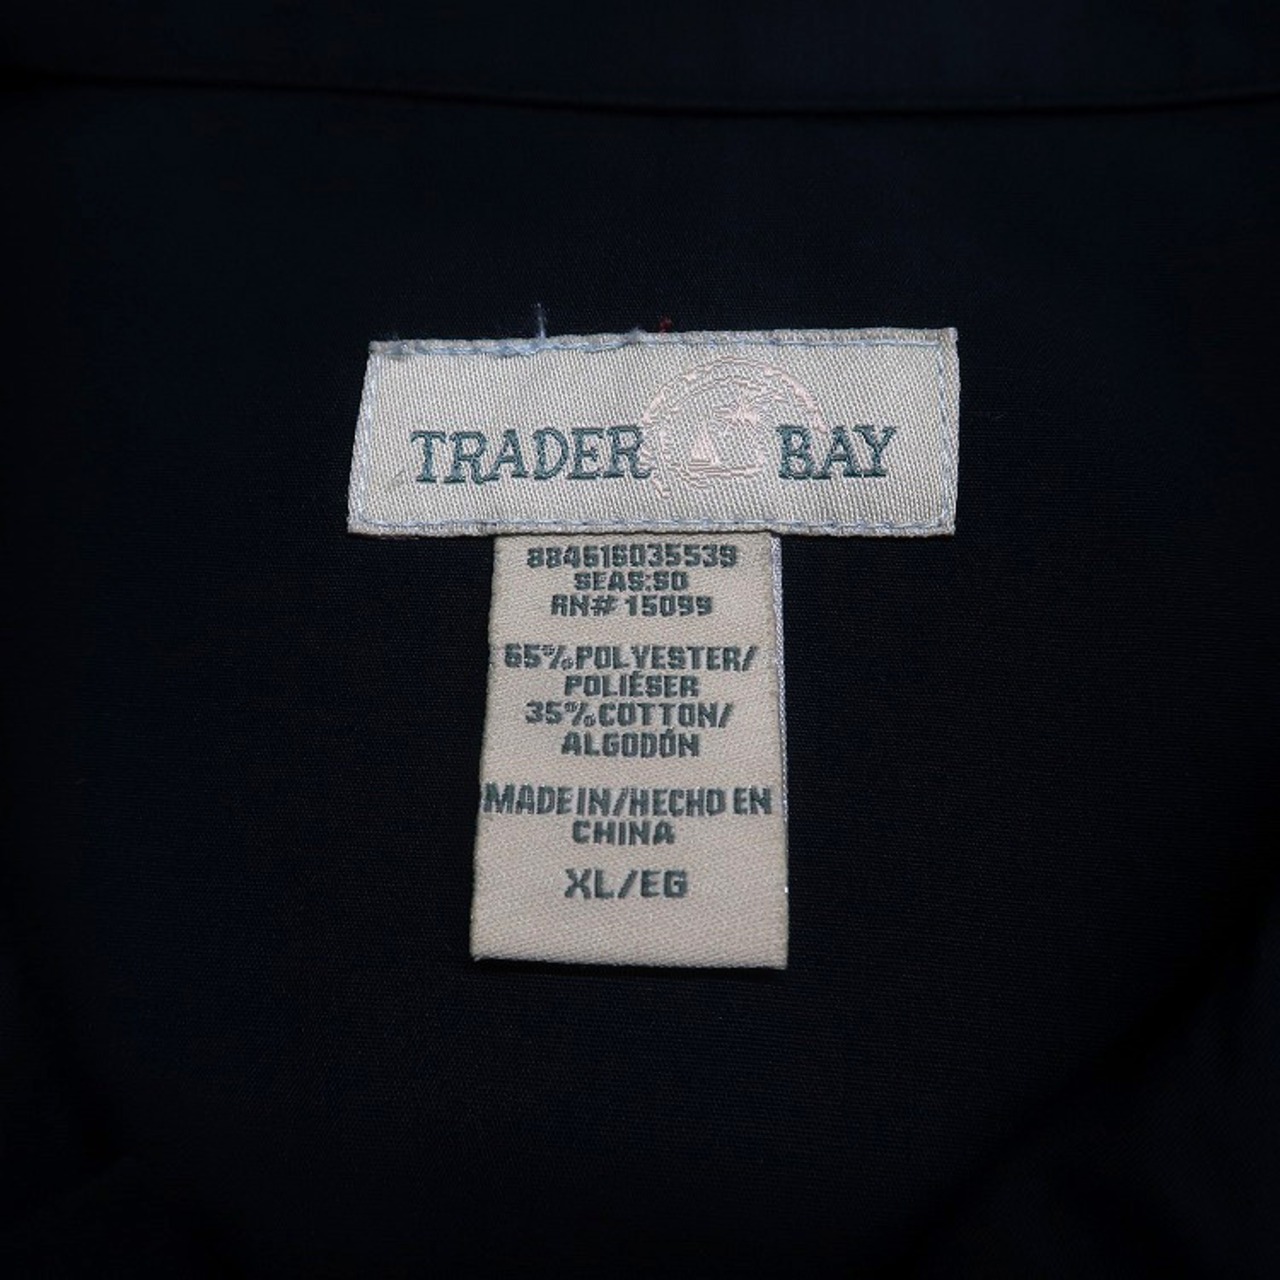 TRADER BAY
884616035539
SEAS:SO
RN# 15099
65% POLYESTER/
POLIÉSER
35% COTTON/
ALGODÓN
MADE IN/HECHO EN
CHINA
XL/EG